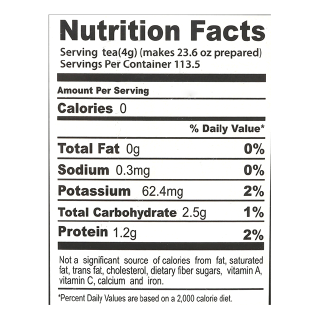 Nutrition Facts
Serving tea(4g) (makes 23.6 oz prepared)
Servings Per Container 113.5
Amount Per Serving
Calories 0
% Daily Value*
Total Fat 0g 0%
Sodium 0.3mg 0%
Potassium 62.4mg 2%
Total Carbohydrate 2.5g 1%
Protein 1.2g 2%
Not a significant source of calories from fat, saturated
fat, trans fat, cholesterol, dietary fiber sugars, vitamin A,
vitamin C, calcium and iron.
*Percent Daily Values are based on a 2,000 calorie diet.